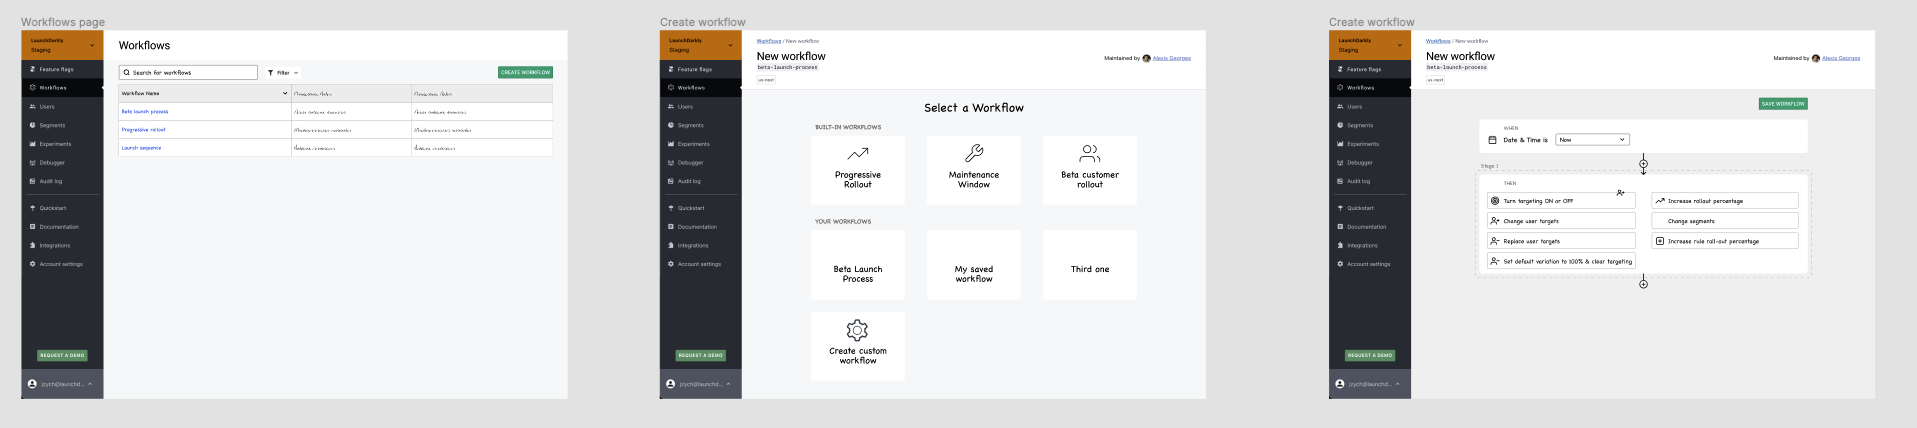 Workflows page
LaunchDarkly
Staging
Feature flags
Workflows
Users
Segments
Experiments
Debugger
Audit log
Quickstart
Documentation
Integrations
Account settings
REQUEST A DEMO
jzych@launchd...
Workflows
Search for workflows
Filter
CREATE WORKFLOW
Workflow Name
Beta launch process
Progressive rollout
Launch sequence
Create workflow
LaunchDarkly
Staging
Feature flags
Workflows
Users
Segments
Experiments
Debugger
Audit log
Quickstart
Documentation
Integrations
Account settings
REQUEST A DEMO
jzych@launchd...
Workflows / New workflow
New workflow
beta-launch-process
ux-next
Maintained by Alexis Georges
Select a Workflow
BUILT-IN WORKFLOWS
Progressive
Rollout
Maintenance
Window
Beta customer
rollout
YOUR WORKFLOWS
Beta Launch
Process
My saved
workflow
Third one
Create custom
workflow
Create workflow
LaunchDarkly
Staging
Feature flags
Workflows
Users
Segments
Experiments
Debugger
Audit log
Quickstart
Documentation
Integrations
Account settings
REQUEST A DEMO
jzych@launchd...
Workflows / New workflow
New workflow
beta-launch-process
ux-next
Maintained by Alexis Georges
SAVE WORKFLOW
WHEN
Date & Time is
Now
Stage 1
THEN
Turn targeting ON or OFF
Increase rollout percentage
Change user targets
Change segments
Replace user targets
Increase rule roll-out percentage
Set default variation to 100% & clear targeting